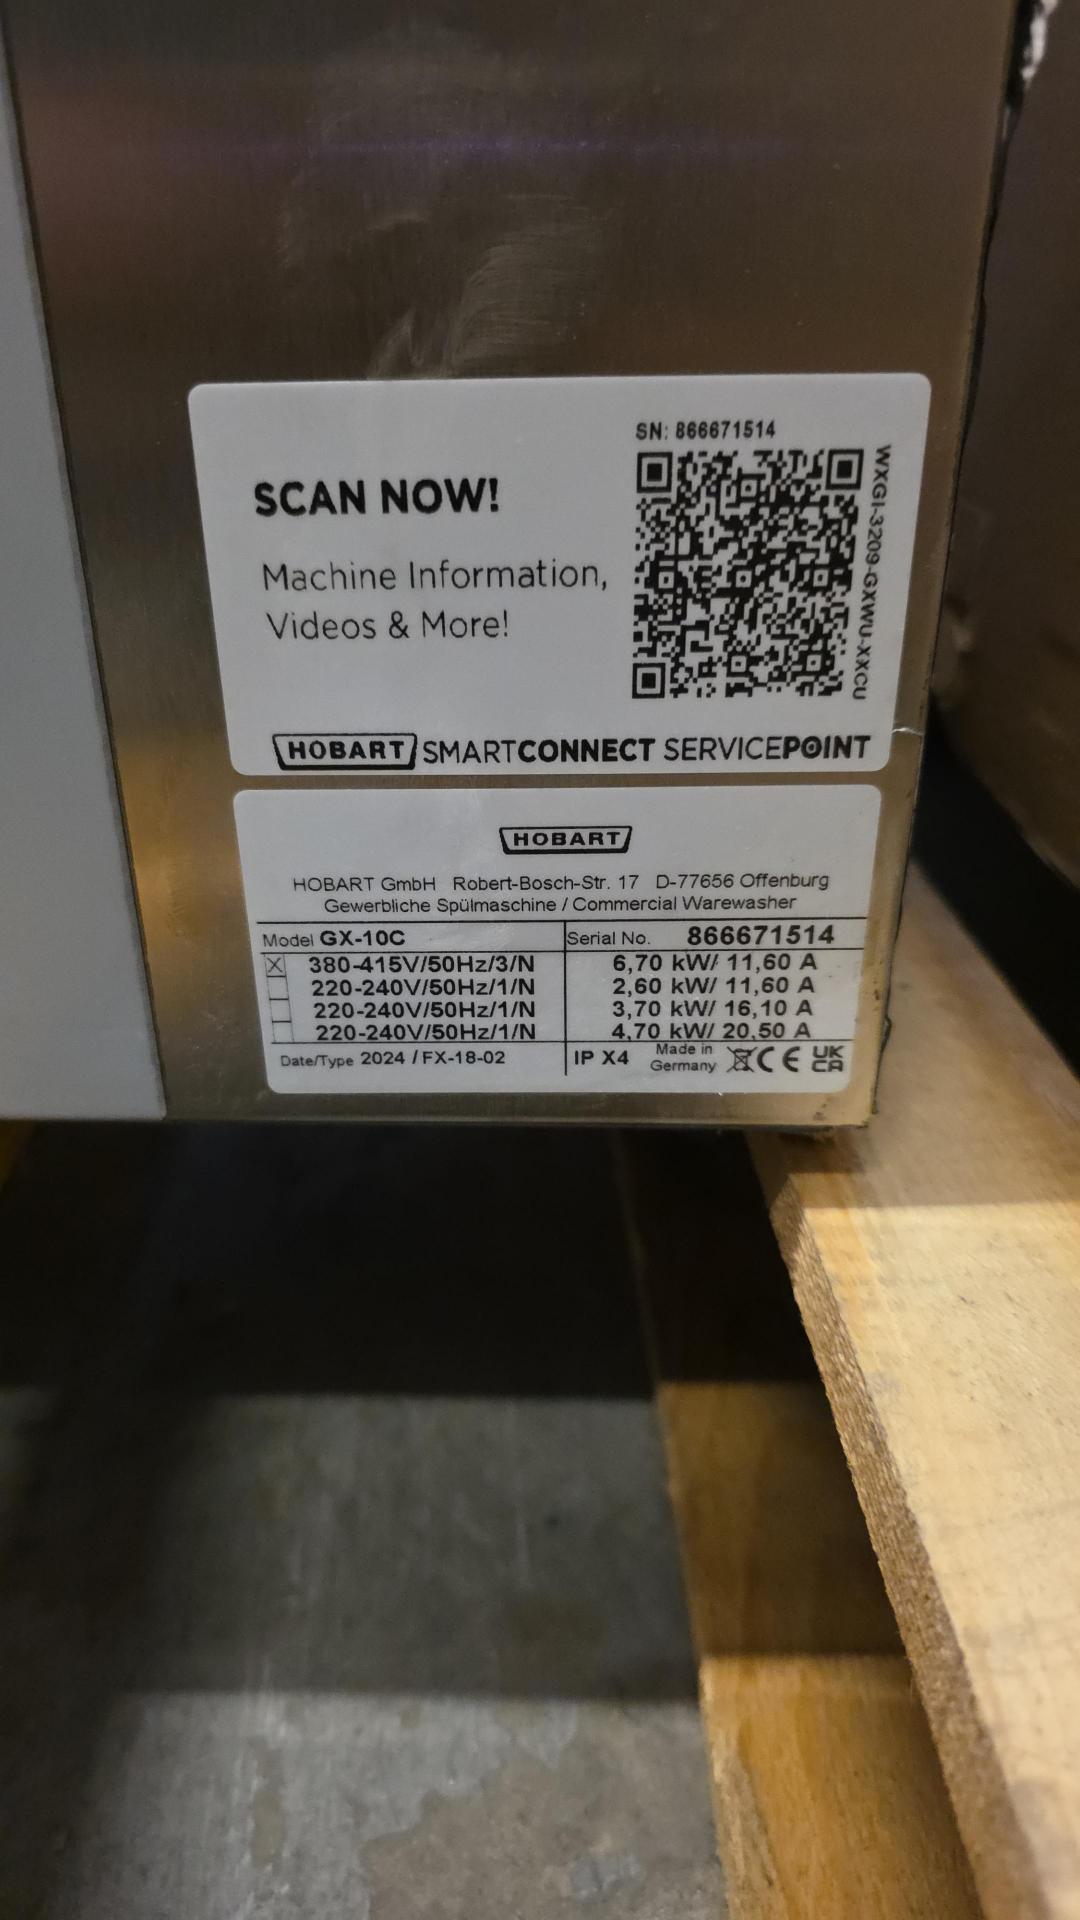 SN: 866671514
WXGI-3209-GXWU-XXCU
SCAN NOW!
Machine Information,
Videos & More!
HOBART SMARTCONNECT SERVICEPOINT
HOBART
HOBART GmbH Robert-Bosch-Str. 17 D-77656 Offenburg
Gewerbliche Spülmaschine / Commercial Warewasher
Model GX-10C Serial No. 866671514
X 380-415V/50Hz/3/N 6,70 kW/ 11,60 A
220-240V/50Hz/1/N 2,60 kW/ 11,60 A
220-240V/50Hz/1/N 3,70 kW/ 16,10 A
220-240V/50Hz/1/N 4,70 kW/ 20,50 A
Date/Type 2024 / FX-18-02 IP X4 Made in Germany CE UK CA